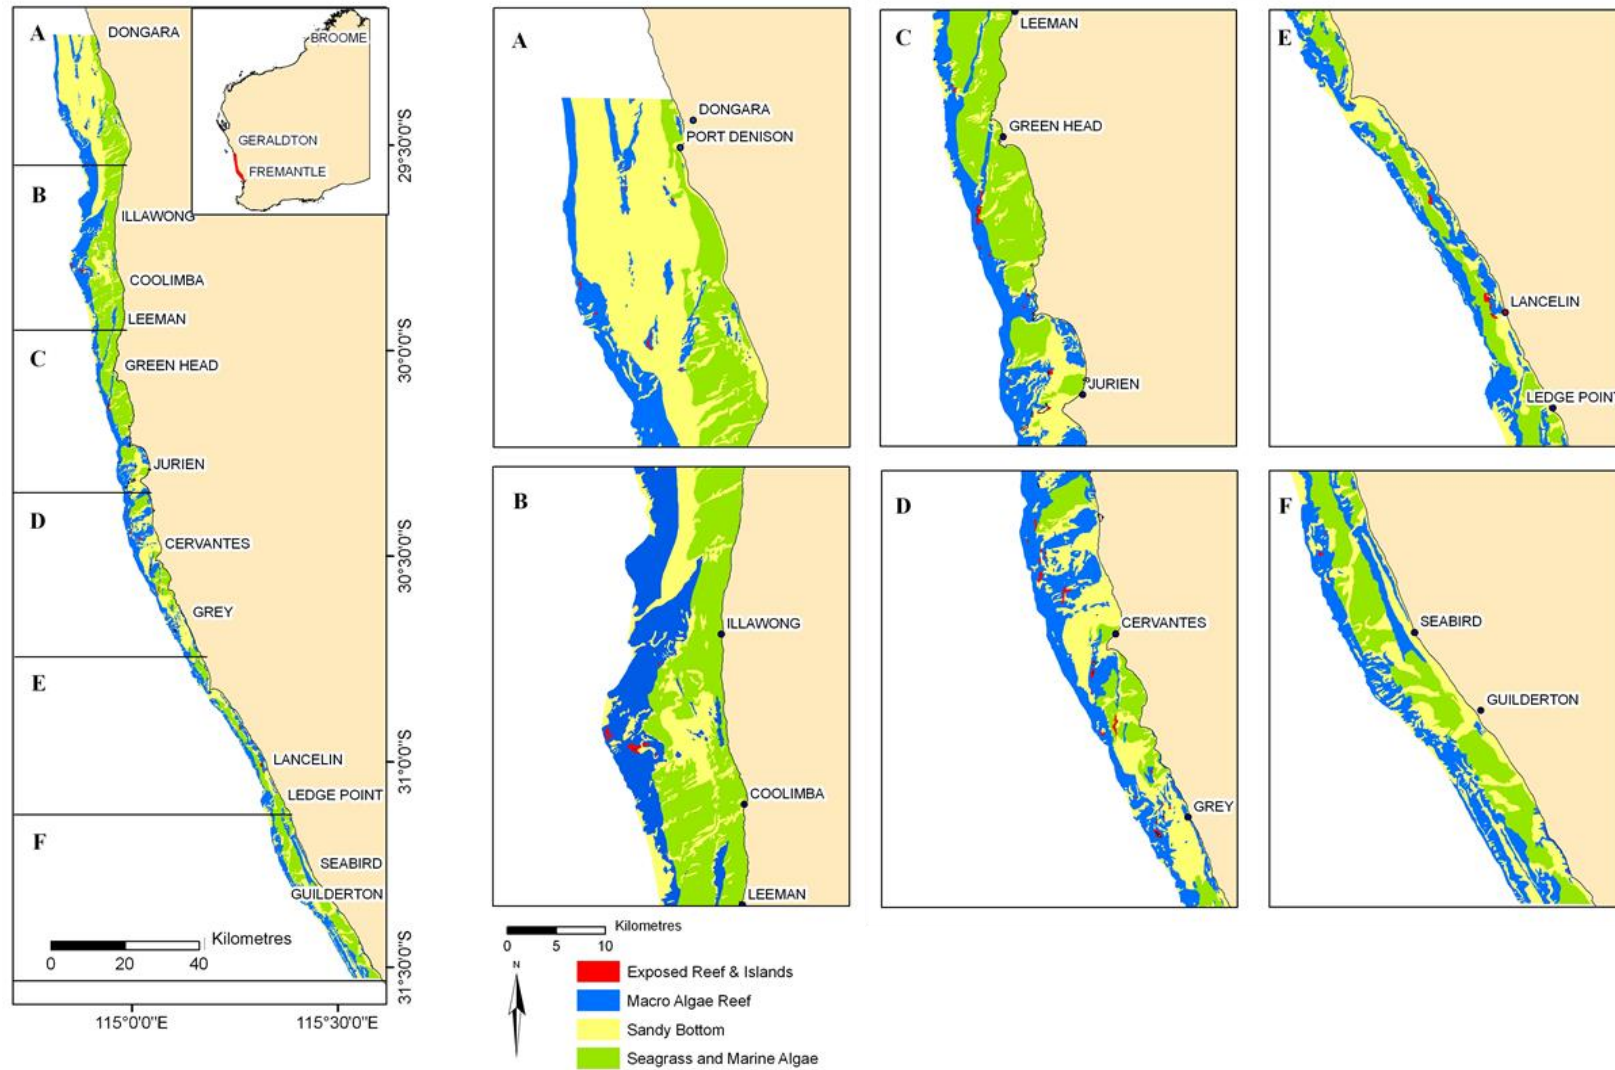 A
DONGARA
BROOME
GERALDTON
FREMANTLE
B
ILLAWONG
COOLIMBA
LEEMAN
C
GREEN HEAD
JURIEN
D
CERVANTES
GREY
E
LANCELIN
LEDGE POINT
F
SEABIRD
GUILDERTON
Kilometres
0 20 40
29°30'0"S
30°0'0"S
30°30'0"S
31°0'0"S
31°30'0"S
115°0'0"E 115°30'0"E
A
DONGARA
PORT DENISON
B
ILLAWONG
COOLIMBA
LEEMAN
C
LEEMAN
GREEN HEAD
JURIEN
D
CERVANTES
GREY
E
LANCELIN
LEDGE POINT
F
SEABIRD
GUILDERTON
Kilometres
0 5 10
N
Exposed Reef & Islands
Macro Algae Reef
Sandy Bottom
Seagrass and Marine Algae